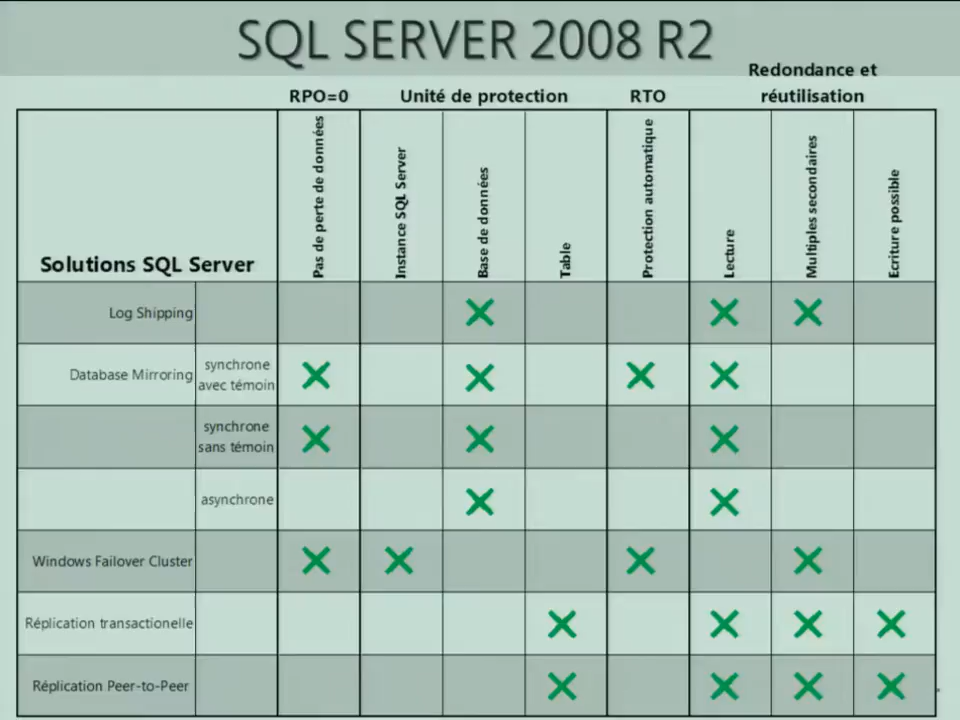 SQL SERVER 2008 R2
RPO=0
Unité de protection
RTO
Redondance et
réutilisation
Solutions SQL Server
Pas de perte de données
Instance SQL Server
Base de données
Table
Protection automatique
Lecture
Multiples secondaires
Ecriture possible
Log Shipping
Database Mirroring
synchrone
avec témoin
synchrone
sans témoin
asynchrone
Windows Failover Cluster
Réplication transactionelle
Réplication Peer-to-Peer